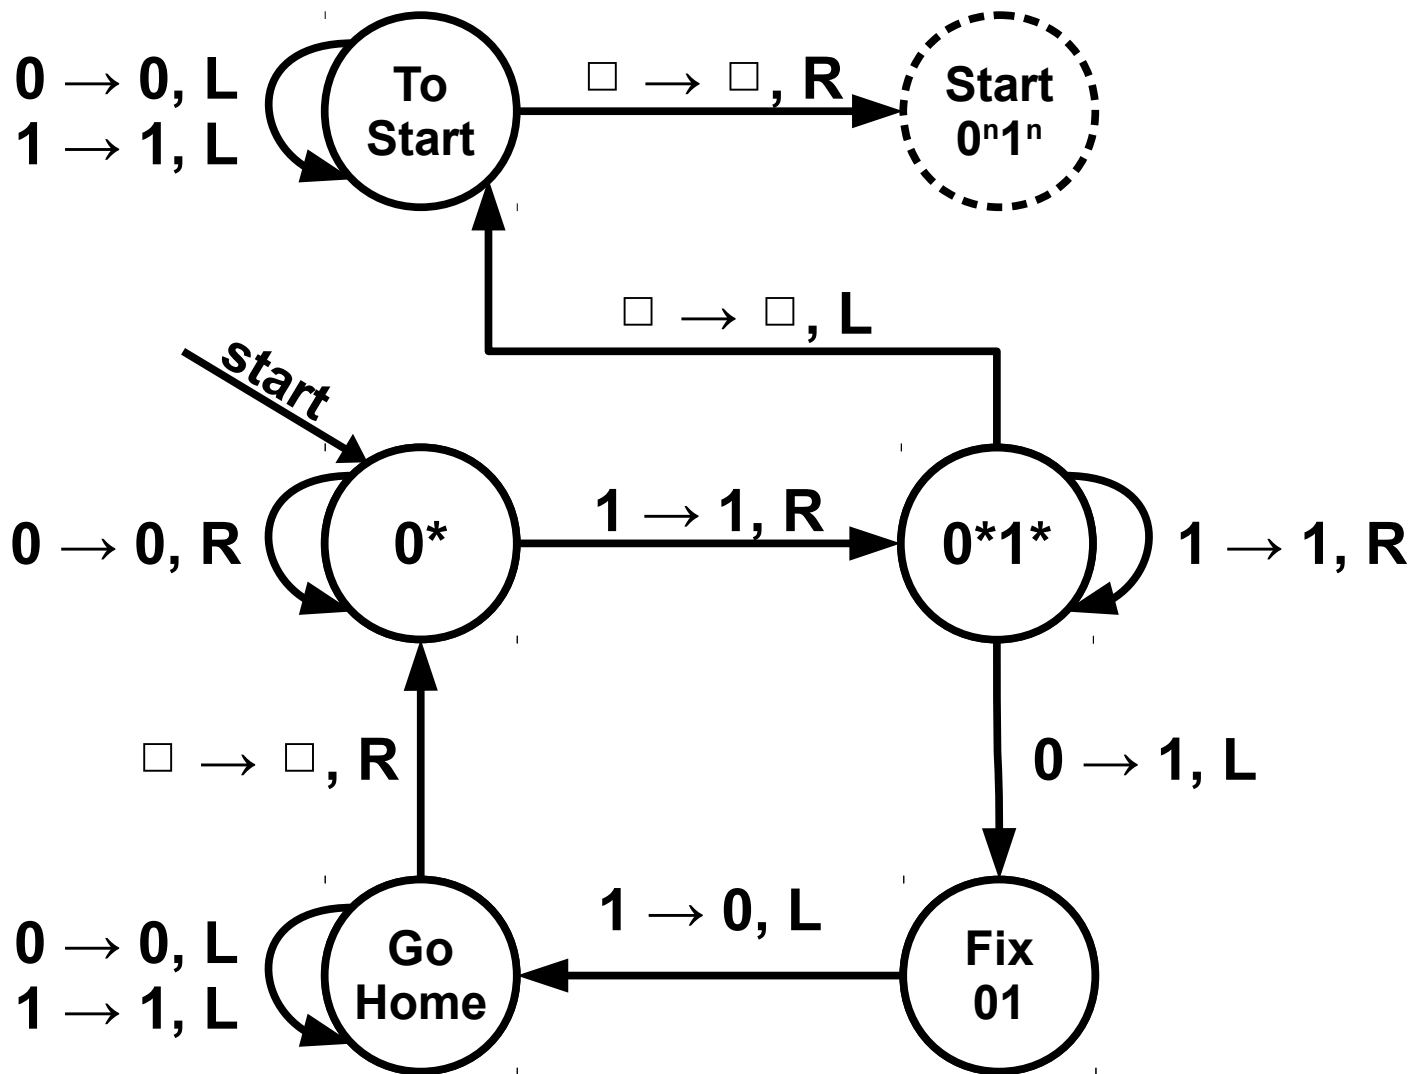 0 → 0, L
1 → 1, L
To
Start
□ → □, R
Start
0ⁿ1ⁿ
□ → □, L
start
0 → 0, R
0*
1 → 1, R
0*1*
1 → 1, R
□ → □, R
0 → 1, L
0 → 0, L
1 → 1, L
Go
Home
1 → 0, L
Fix
01